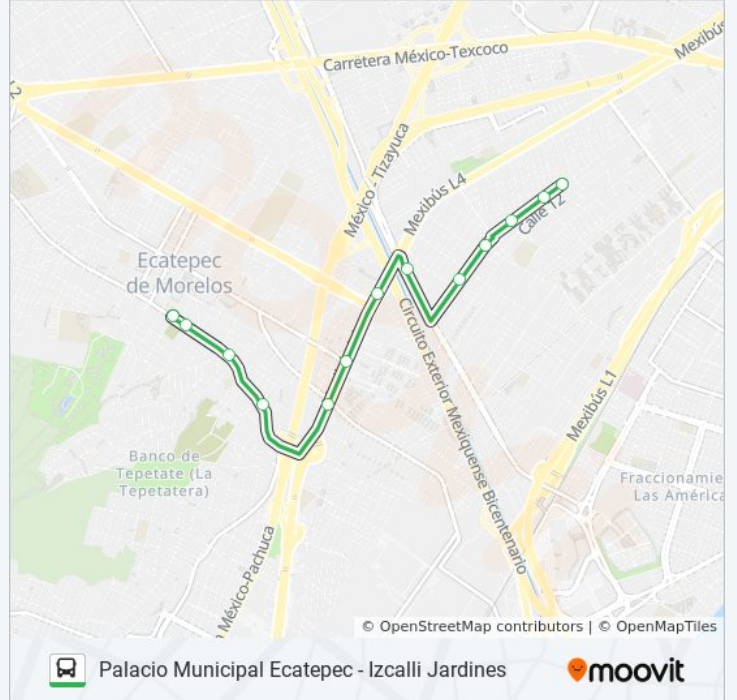 Carretera México-Texcoco
Mexibús
México - Tizayuca
Mexibús L4
Calle 12
Ecatepec
de Morelos
Circuito Exterior Mexiquense Bicentenario
Mexibús L1
Banco de
Tepetate (La
Tepetatera)
Fraccionamie
Las América
México-Pachuca
© OpenStreetMap contributors | © OpenMapTiles
Palacio Municipal Ecatepec - Izcalli Jardines
moovit